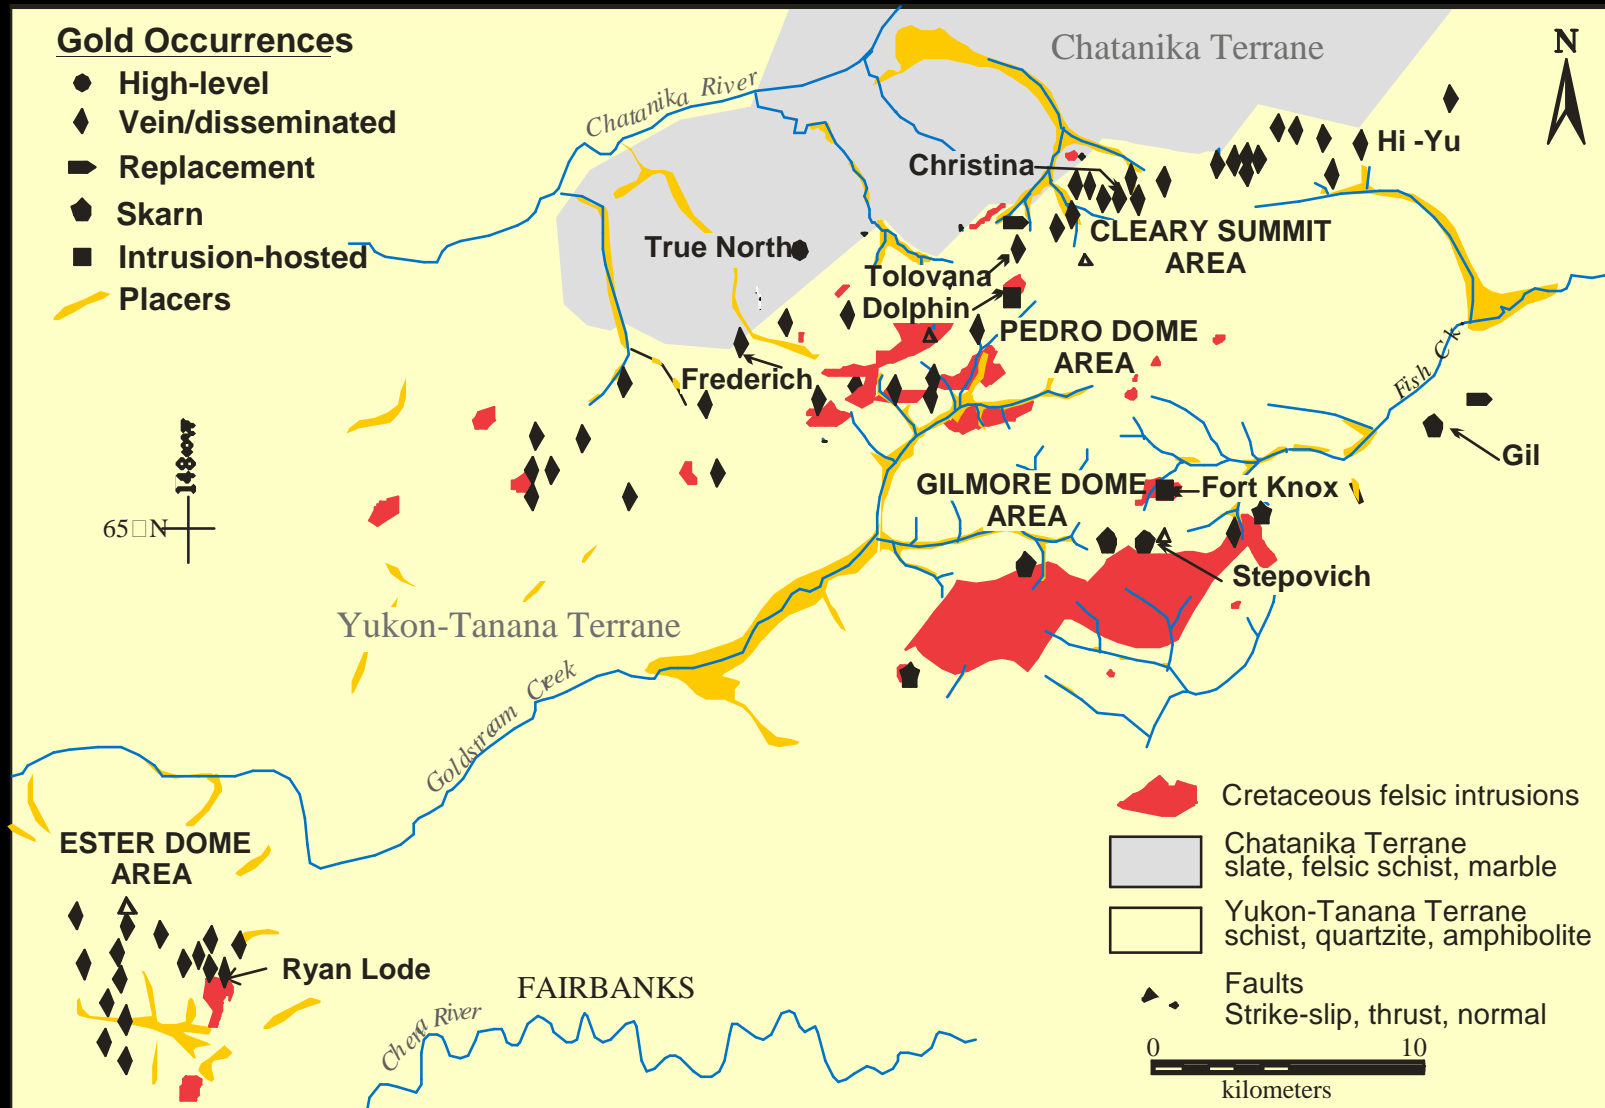 Gold Occurrences
High-level
Vein/disseminated
Replacement
Skarn
Intrusion-hosted
Placers
Chatanika River
Chatanika Terrane
N
Hi -Yu
Christina
CLEARY SUMMIT
AREA
True North
Tolovana
Dolphin
PEDRO DOME
AREA
Frederich
Fish Ck.
Gil
GILMORE DOME
AREA
Fort Knox
65□N
Stepovich
Yukon-Tanana Terrane
Goldstream Creek
ESTER DOME
AREA
Ryan Lode
FAIRBANKS
Chena River
Cretaceous felsic intrusions
Chatanika Terrane
slate, felsic schist, marble
Yukon-Tanana Terrane
schist, quartzite, amphibolite
Faults
Strike-slip, thrust, normal
0 10
kilometers